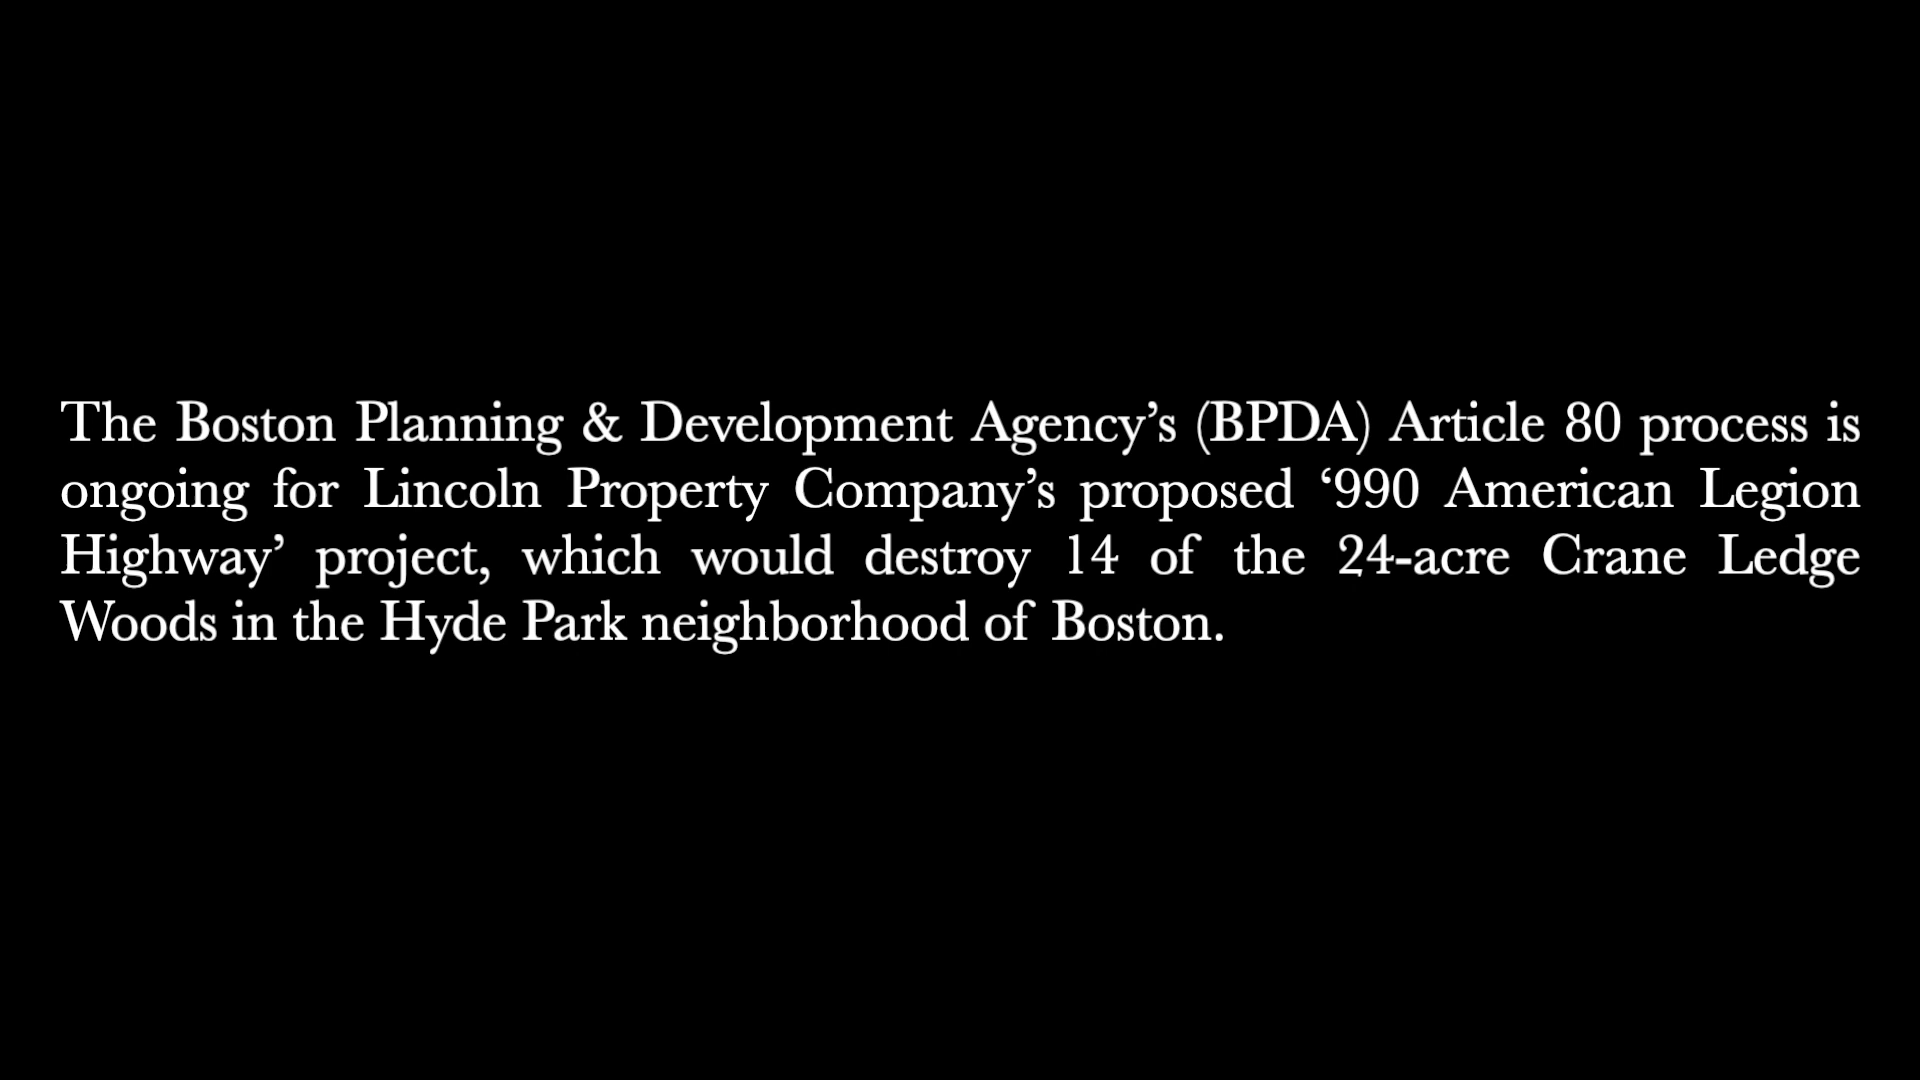 The Boston Planning & Development Agency’s (BPDA) Article 80 process is
ongoing for Lincoln Property Company’s proposed ‘990 American Legion
Highway’ project, which would destroy 14 of the 24-acre Crane Ledge
Woods in the Hyde Park neighborhood of Boston.